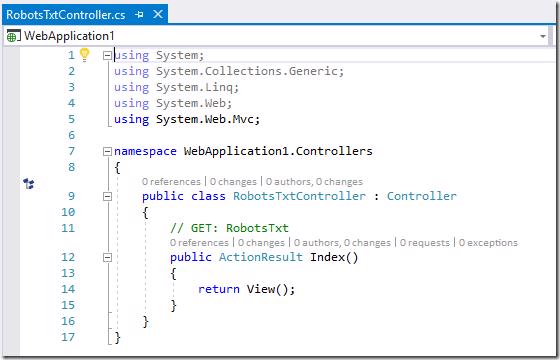 RobotsTxtController.cs
WebApplication1
1 using System;
2 using System.Collections.Generic;
3 using System.Linq;
4 using System.Web;
5 using System.Web.Mvc;
6
7 namespace WebApplication1.Controllers
8 {
0 references | 0 changes | 0 authors, 0 changes
9 public class RobotsTxtController : Controller
10 {
11 // GET: RobotsTxt
0 references | 0 changes | 0 authors, 0 changes | 0 requests | 0 exceptions
12 public ActionResult Index()
13 {
14 return View();
15 }
16 }
17 }